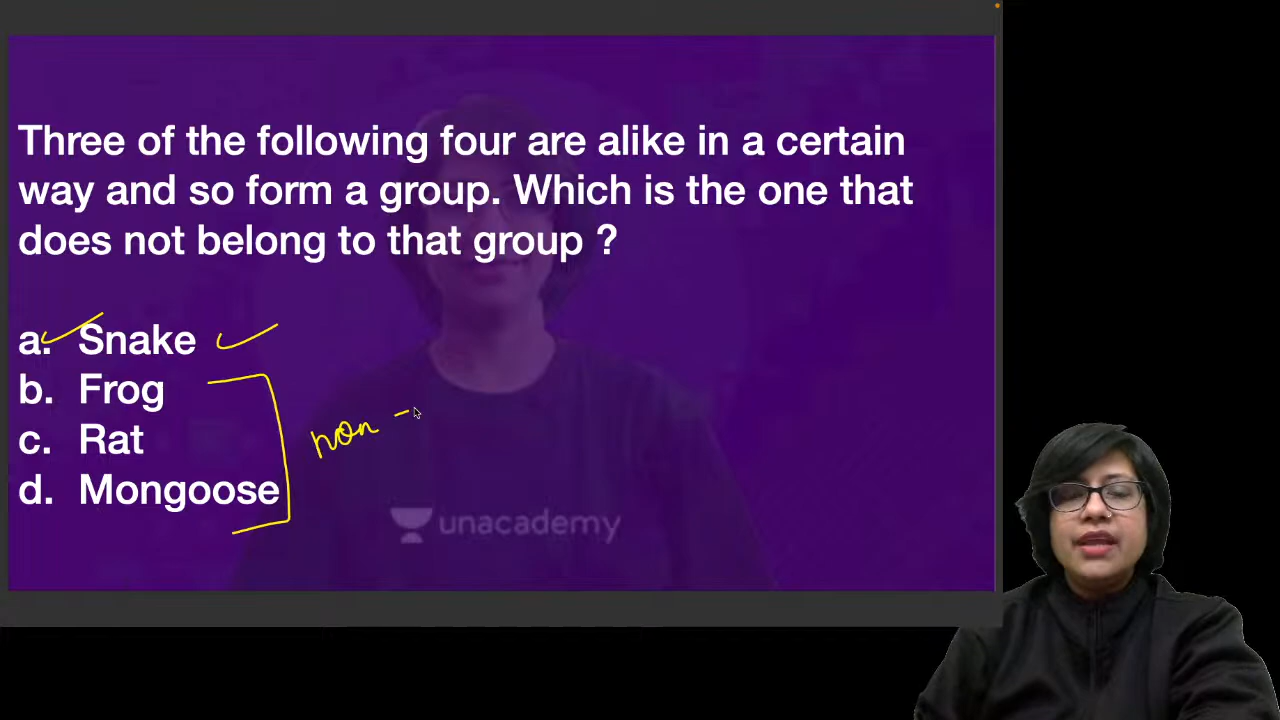 Three of the following four are alike in a certain
way and so form a group. Which is the one that
does not belong to that group ?
a. Snake
b. Frog
c. Rat
d. Mongoose
non -
unacademy